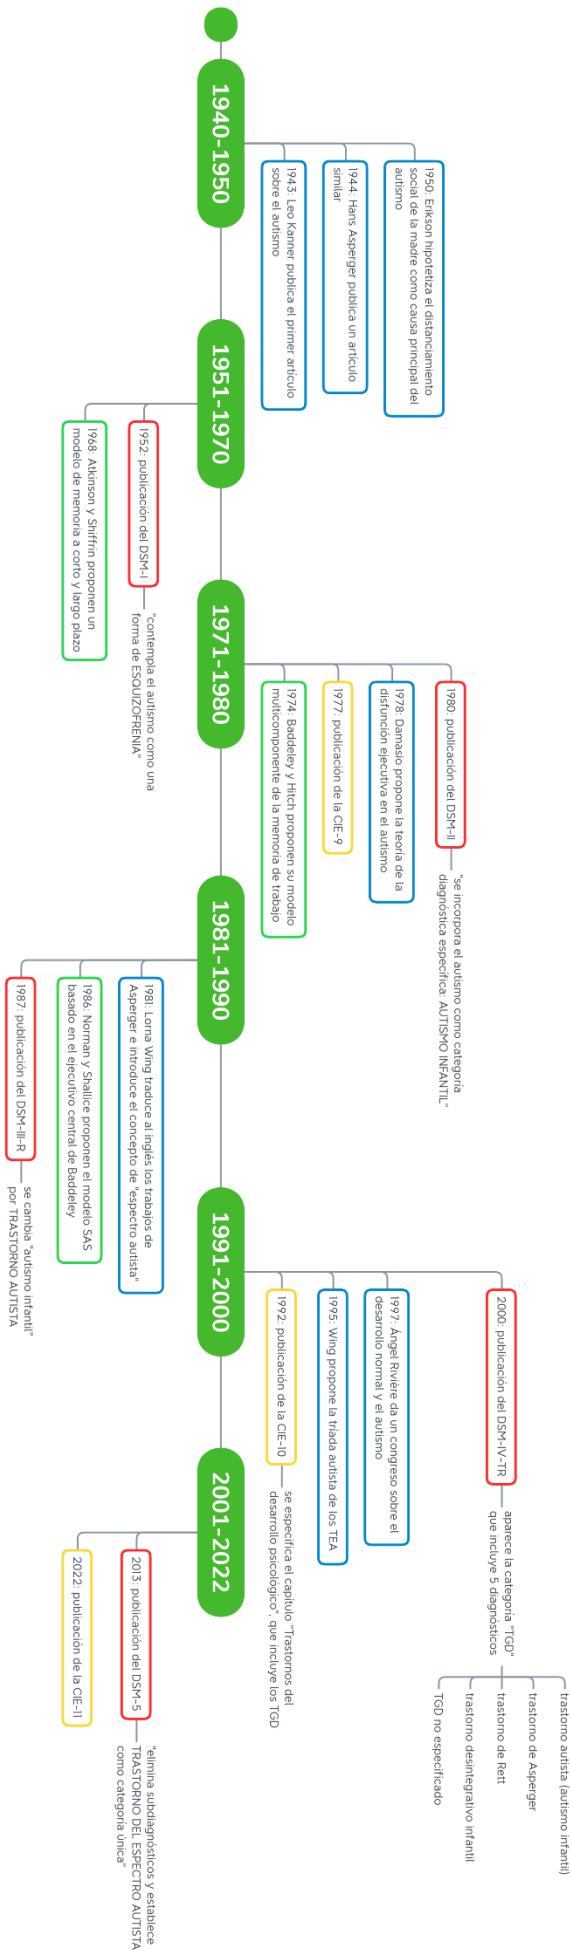 1940-1950
1950: Erikson hipotetiza el distanciamiento
social de la madre como causa principal del
autismo
1944: Hans Asperger publica un artículo
similar
1943: Leo Kanner publica el primer artículo
sobre el autismo
1951-1970
1952: publicación del DSM-I
"contempla el autismo como una
forma de ESQUIZOFRENIA"
1968: Atkinson y Shiffrin proponen un
modelo de memoria a corto y largo plazo
1971-1980
1980: publicación del DSM-II
"se incorpora el autismo como categoría
diagnóstica específica: AUTISMO INFANTIL"
1978: Damasio propone la teoría de la
disfunción ejecutiva en el autismo
1977: publicación de la CIE-9
1974: Baddeley y Hitch proponen su modelo
multicomponente de la memoria de trabajo
1981-1990
1981: Lorna Wing traduce al inglés los trabajos de
Asperger e introduce el concepto de "espectro autista"
1986: Norman y Shallice proponen el modelo SAS
basado en el ejecutivo central de Baddeley
1987: publicación del DSM-III-R
se cambia "autismo infantil"
por TRASTORNO AUTISTA
1991-2000
2000: publicación del DSM-IV-TR
aparece la categoría "TGD"
que incluye 5 diagnósticos
trastorno autista (autismo infantil)
trastorno de Asperger
trastorno de Rett
trastorno desintegrativo infantil
TGD no especificado
1997: Ángel Rivière da un congreso sobre el
desarrollo normal y el autismo
1995: Wing propone la tríada autista de los TEA
1992: publicación de la CIE-10
se especifica el capítulo "Trastornos del
desarrollo psicológico", que incluye los TGD
2001-2022
2013: publicación del DSM-5
"elimina subdiagnósticos y establece
TRASTORNO DEL ESPECTRO AUTISTA
como categoría única"
2022: publicación de la CIE-11